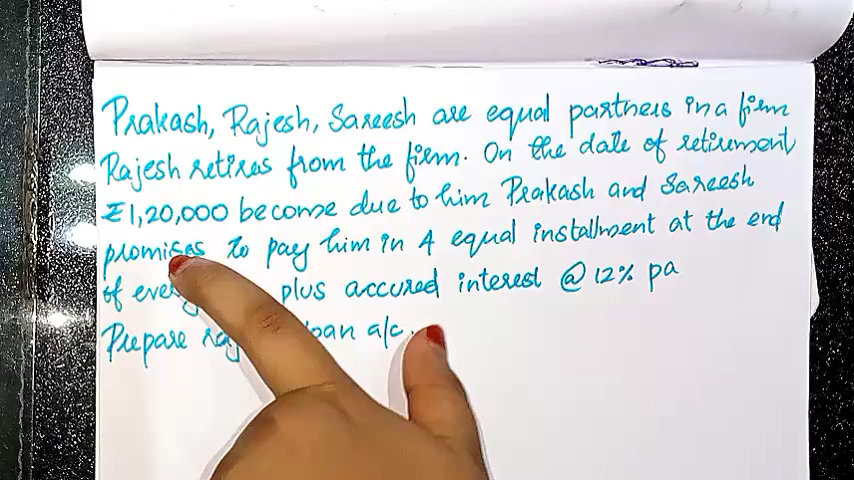 Prakash, Rajesh, Sareesh are equal partners in a firm
Rajesh retires from the firm. On the date of retirement
₹1,20,000 become due to him Prakash and Sareesh
promises to pay him in 4 equal installment at the end
of every plus accured interest @ 12% pa
Prepare loan a/c.